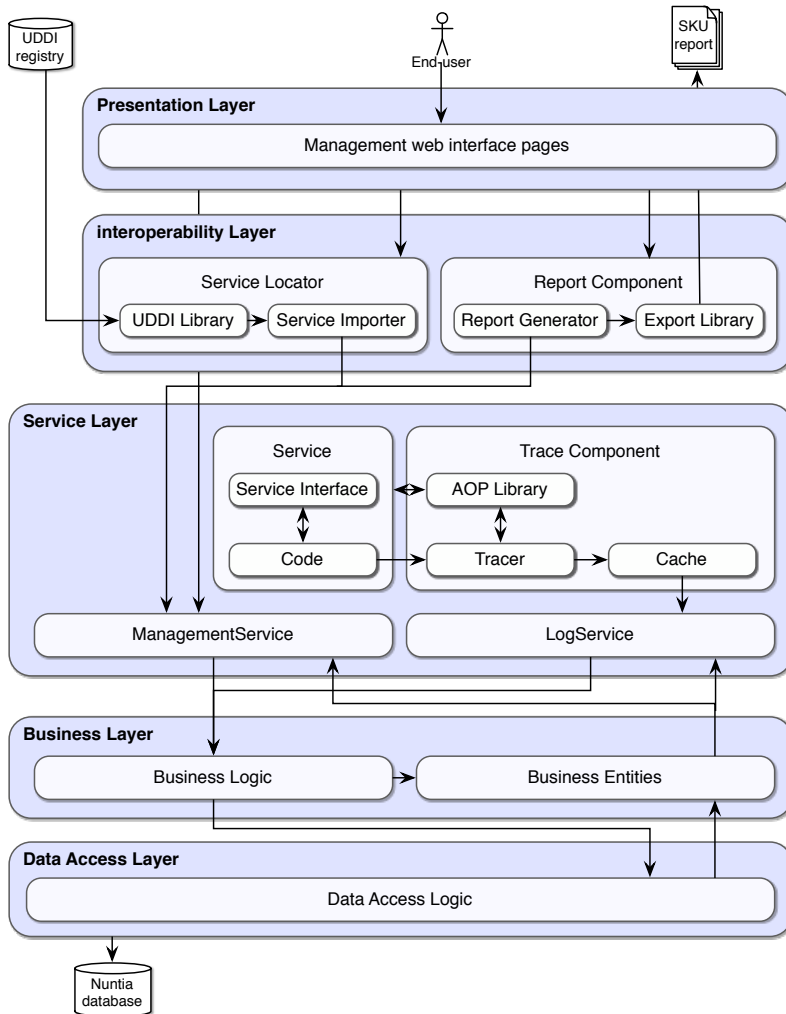 UDDI
registry
End-user
SKU
report
Presentation Layer
Management web interface pages
interoperability Layer
Service Locator
UDDI Library
Service Importer
Report Component
Report Generator
Export Library
Service Layer
Service
Service Interface
Code
Trace Component
AOP Library
Tracer
Cache
ManagementService
LogService
Business Layer
Business Logic
Business Entities
Data Access Layer
Data Access Logic
Nuntia
database